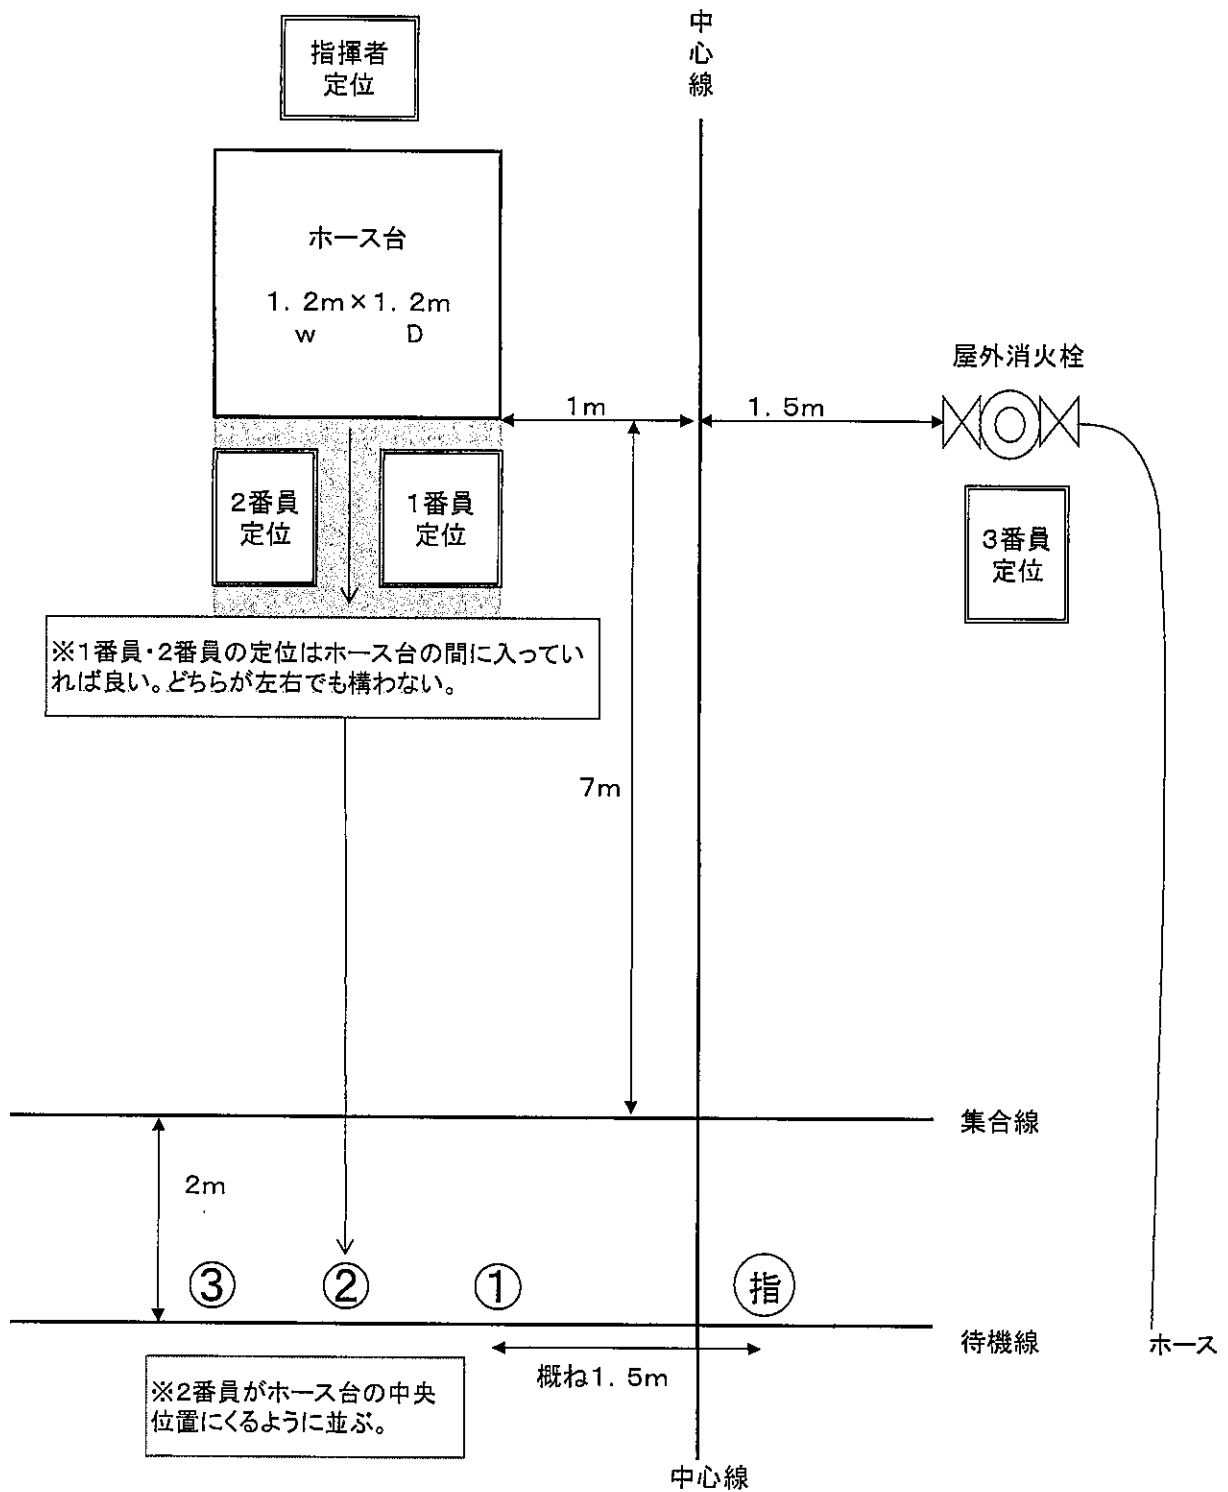 中
心
線
指揮者
定位
ホース台
1．2m×1．2m
W D
屋外消火栓
1m
1．5m
2番員
定位
1番員
定位
3番員
定位
※1番員・2番員の定位はホース台の間に入ってい
れば良い。どちらが左右でも構わない。
7m
集合線
2m
③ ② ① 指
待機線
ホース
概ね1．5m
※2番員がホース台の中央
位置にくるように並ぶ。
中心線